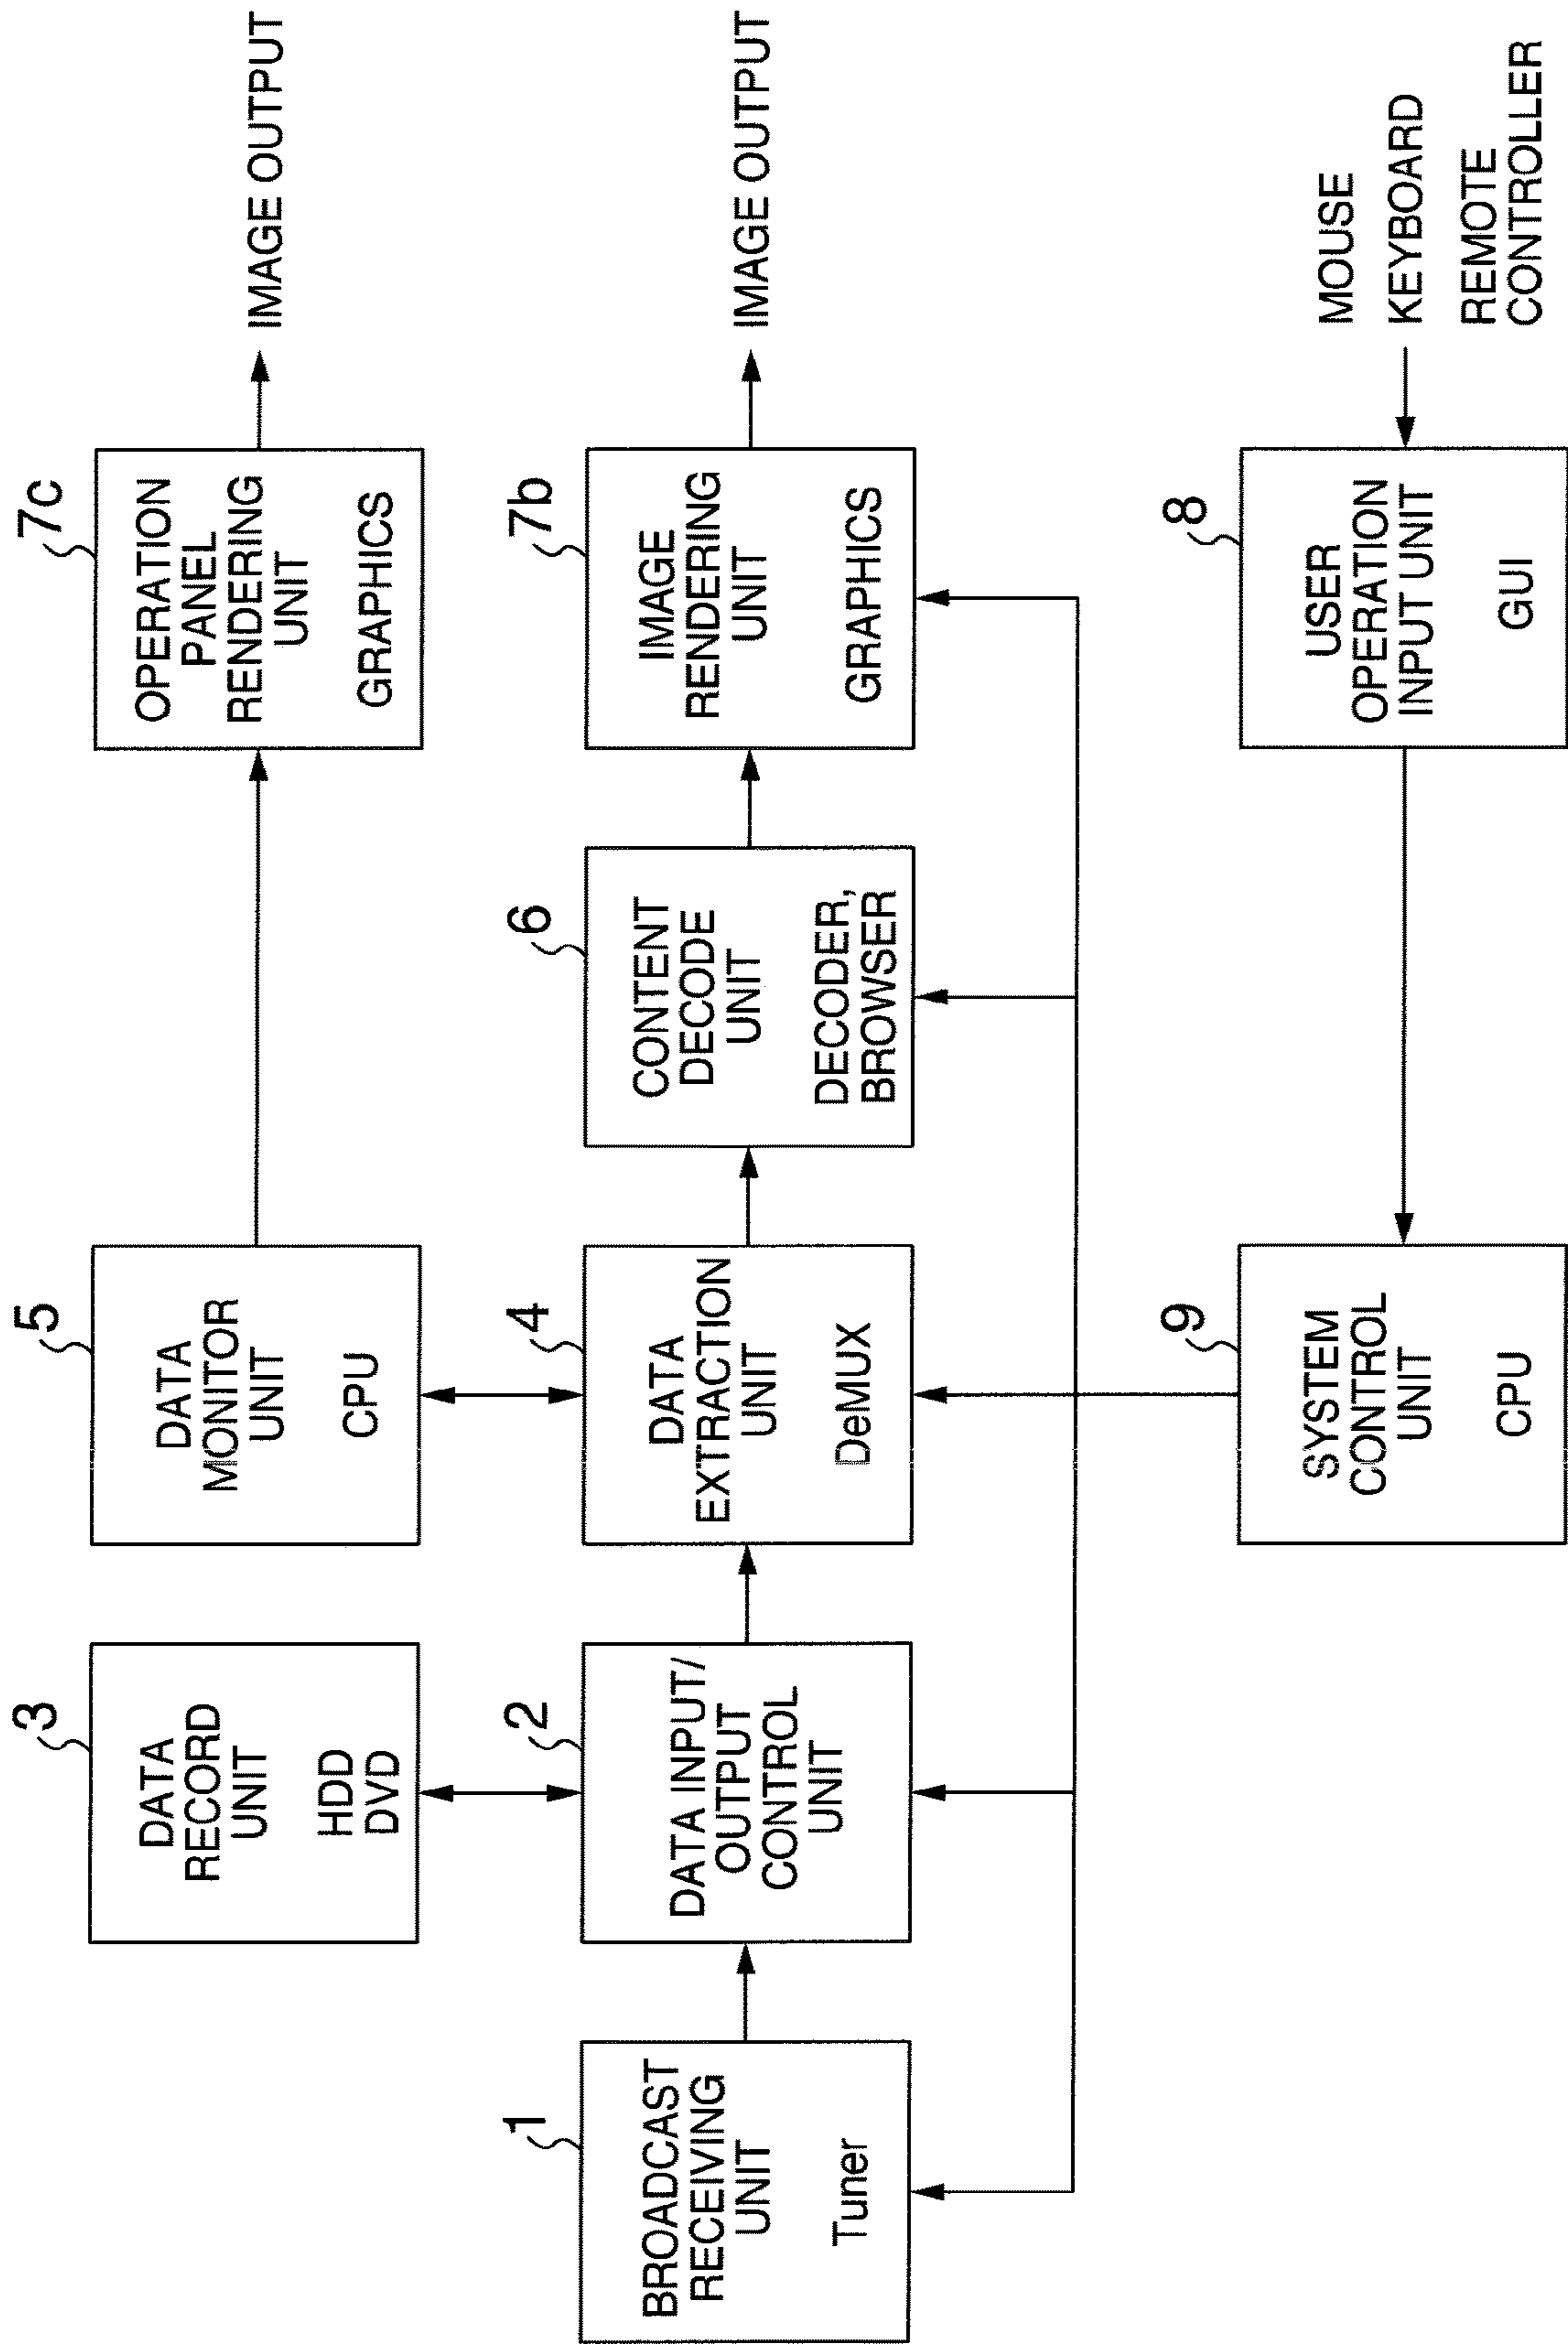 3
DATA
RECORD
UNIT
HDD
DVD
5
DATA
MONITOR
UNIT
CPU
7c
OPERATION
PANEL
RENDERING
UNIT
GRAPHICS
IMAGE OUTPUT
1
BROADCAST
RECEIVING
UNIT
Tuner
2
DATA INPUT/
OUTPUT
CONTROL
UNIT
4
DATA
EXTRACTION
UNIT
DeMUX
6
CONTENT
DECODE
UNIT
DECODER,
BROWSER
7b
IMAGE
RENDERING
UNIT
GRAPHICS
IMAGE OUTPUT
9
SYSTEM
CONTROL
UNIT
CPU
8
USER
OPERATION
INPUT UNIT
GUI
MOUSE
KEYBOARD
REMOTE
CONTROLLER